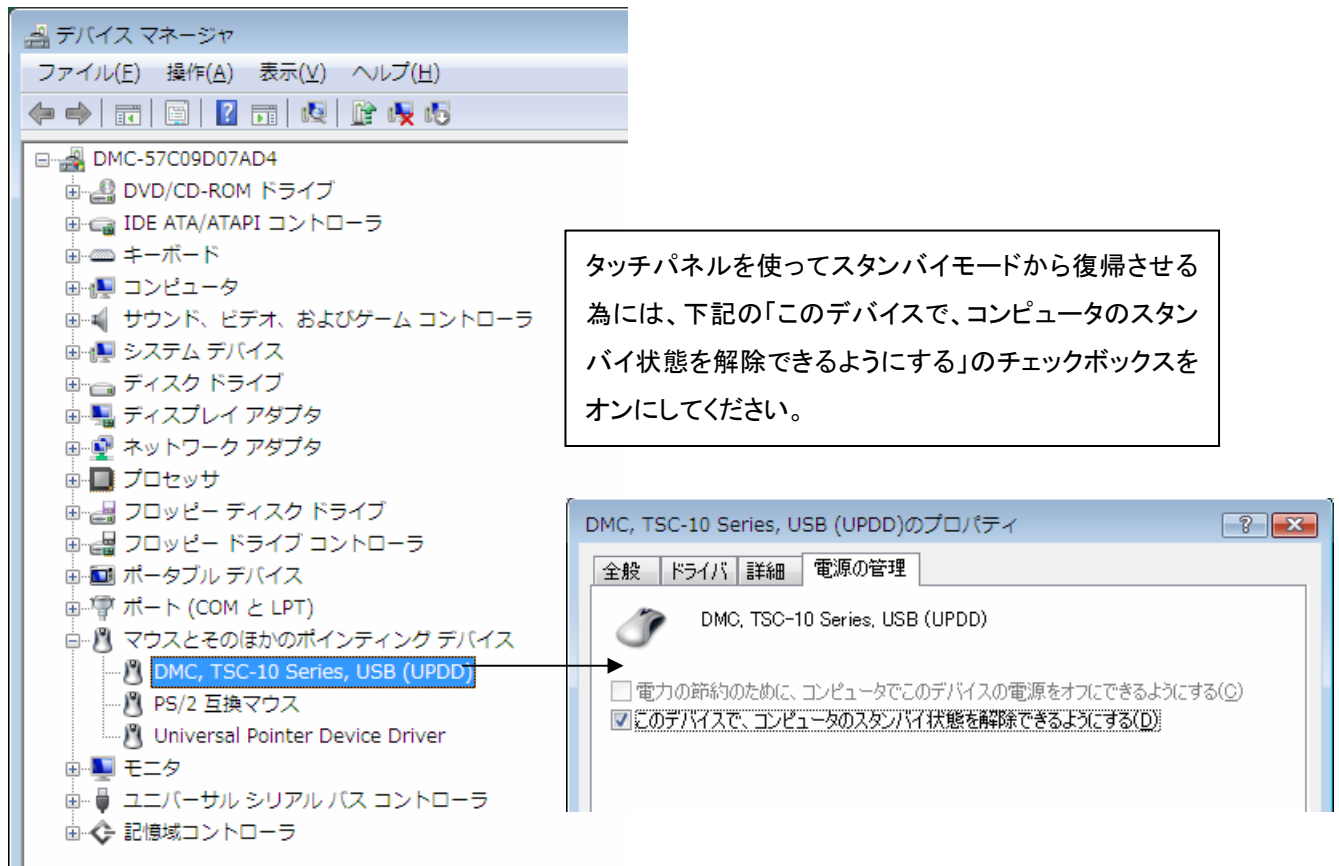 デバイス マネージャ
ファイル(F) 操作(A) 表示(V) ヘルプ(H)
DMC-57C09D07AD4
DVD/CD-ROM ドライブ
IDE ATA/ATAPI コントローラ
キーボード
コンピュータ
サウンド、ビデオ、およびゲーム コントローラ
システム デバイス
ディスク ドライブ
ディスプレイ アダプタ
ネットワーク アダプタ
プロセッサ
フロッピー ディスク ドライブ
フロッピー ドライブ コントローラ
ポータブル デバイス
ポート (COM と LPT)
マウスとそのほかのポインティング デバイス
DMC, TSC-10 Series, USB (UPDD)
PS/2 互換マウス
Universal Pointer Device Driver
モニタ
ユニバーサル シリアル バス コントローラ
記憶域コントローラ
タッチパネルを使ってスタンバイモードから復帰させる
為には、下記の「このデバイスで、コンピュータのスタン
バイ状態を解除できるようにする」のチェックボックスを
オンにしてください。
DMC, TSC-10 Series, USB (UPDD)のプロパティ
全般 ドライバ 詳細 電源の管理
DMC, TSC-10 Series, USB (UPDD)
電力の節約のために、コンピュータでこのデバイスの電源をオフにできるようにする(C)
このデバイスで、コンピュータのスタンバイ状態を解除できるようにする(D)